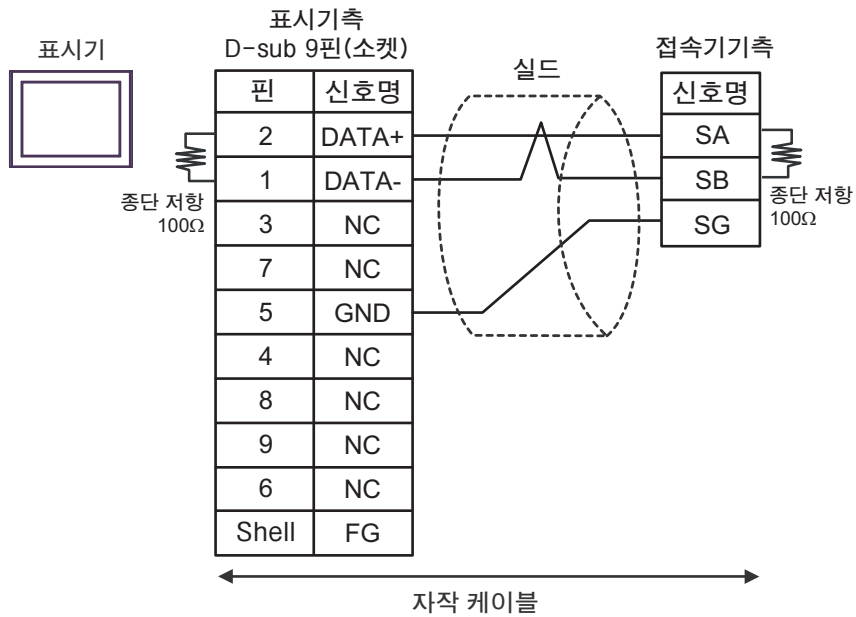 표시기
표시기측
D-sub 9핀(소켓)
핀 신호명
2 DATA+
1 DATA-
3 NC
7 NC
5 GND
4 NC
8 NC
9 NC
6 NC
Shell FG
종단 저항
100Ω
실드
접속기기측
신호명
SA
SB
SG
종단 저항
100Ω
자작 케이블